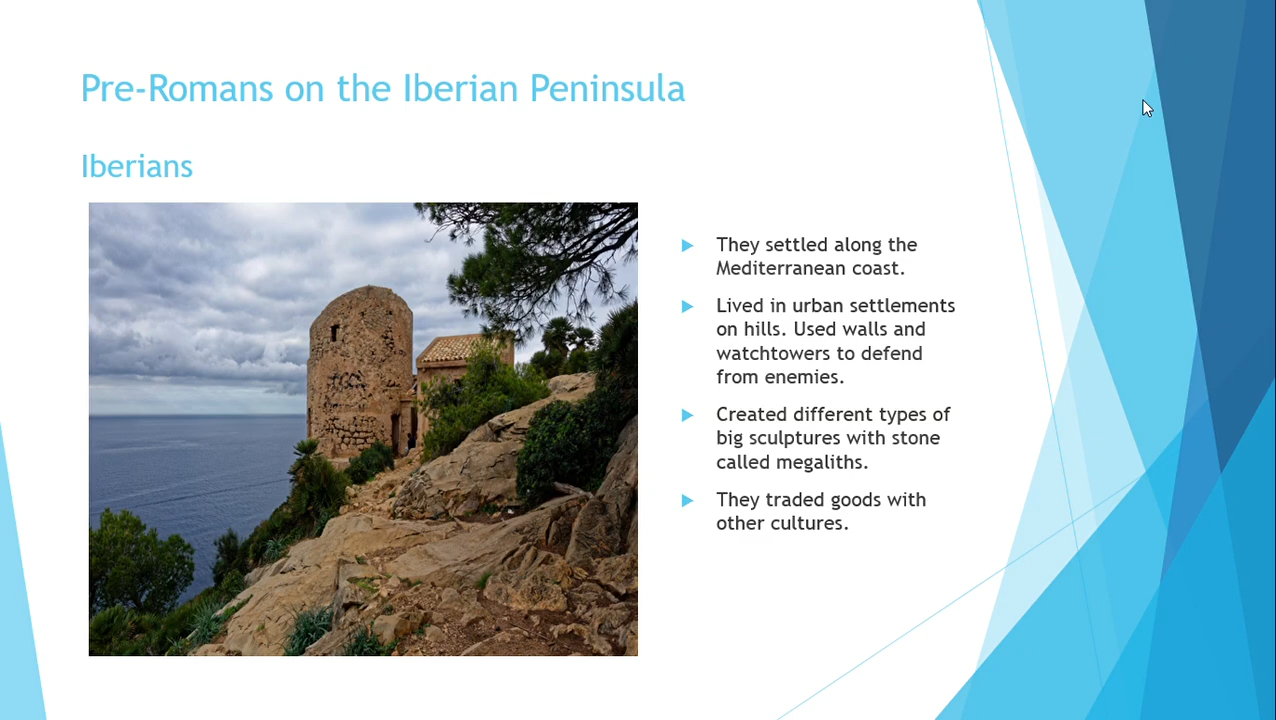 Pre-Romans on the Iberian Peninsula
Iberians
They settled along the
Mediterranean coast.
Lived in urban settlements
on hills. Used walls and
watchtowers to defend
from enemies.
Created different types of
big sculptures with stone
called megaliths.
They traded goods with
other cultures.